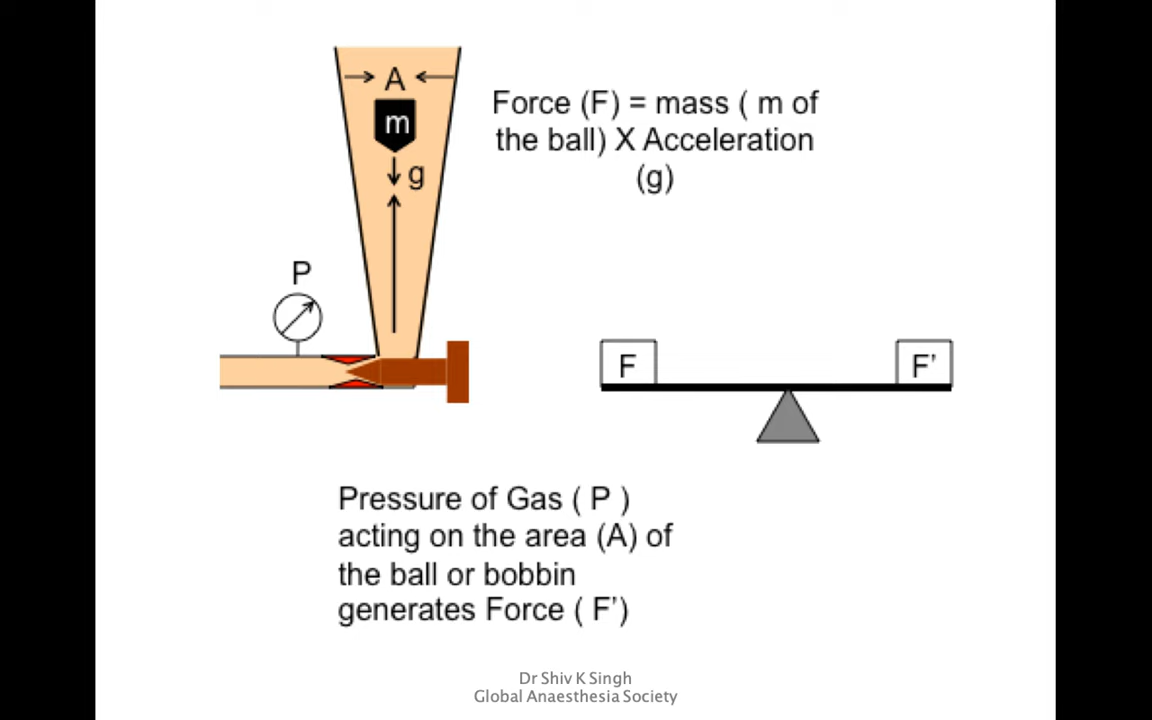 A
m
g
Force (F) = mass ( m of
the ball) X Acceleration
(g)
P
F
F’
Pressure of Gas ( P )
acting on the area (A) of
the ball or bobbin
generates Force ( F’)
Dr Shiv K Singh
Global Anaesthesia Society